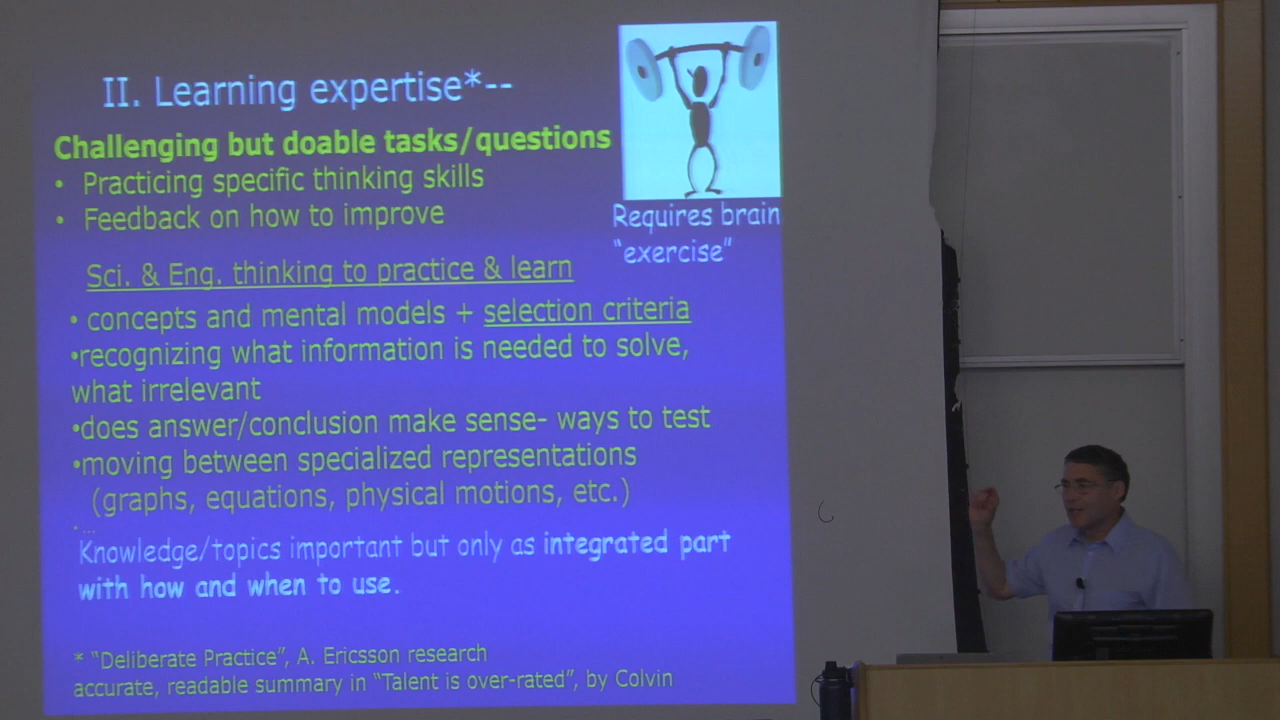 II. Learning expertise*--
Challenging but doable tasks/questions
• Practicing specific thinking skills
• Feedback on how to improve
Requires brain
“exercise”
Sci. & Eng. thinking to practice & learn
• concepts and mental models + selection criteria
•recognizing what information is needed to solve,
what irrelevant
•does answer/conclusion make sense- ways to test
•moving between specialized representations
(graphs, equations, physical motions, etc.)
• ...
Knowledge/topics important but only as integrated part
with how and when to use.
* “Deliberate Practice”, A. Ericsson research
accurate, readable summary in “Talent is over-rated”, by Colvin